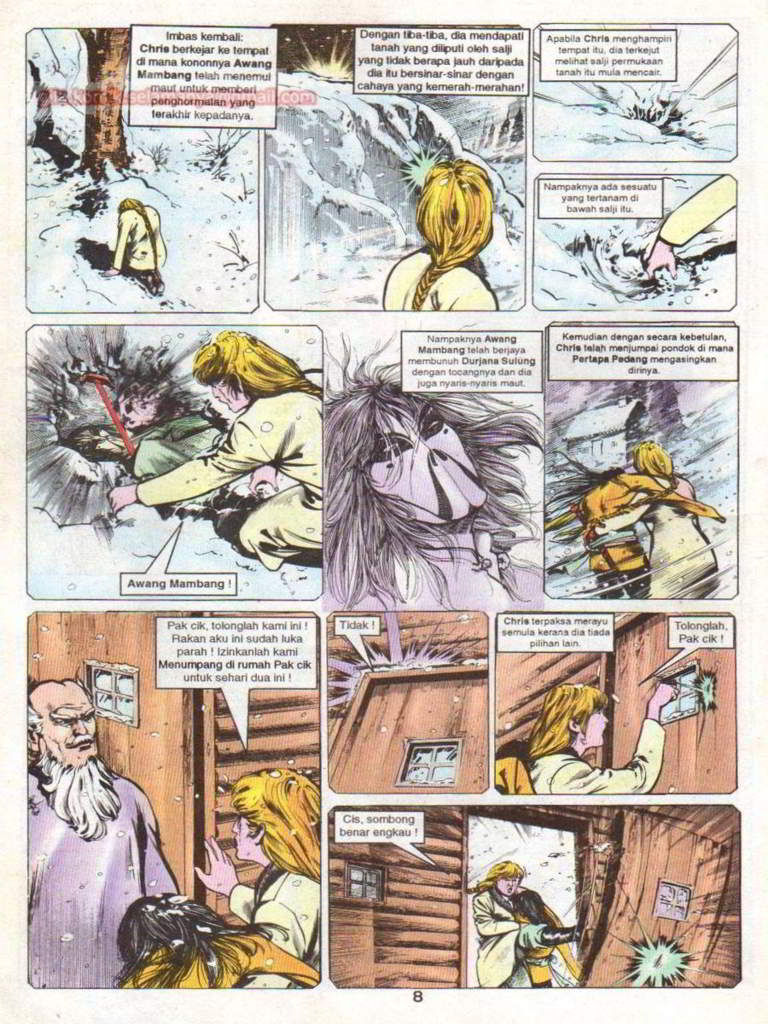 Imbas kembali:
Chris berkejar ke tempat
di mana kononnya Awang
Mambang telah menemui
maut untuk memberi
penghormatan yang
terakhir kepadanya.
Dengan tiba-tiba, dia mendapati
tanah yang diliputi oleh salji
yang tidak berapa jauh daripada
dia itu bersinar-sinar dengan
cahaya yang kemerah-merahan!
Apabila Chris menghampiri
tempat itu, dia terkejut
melihat salji permukaan
tanah itu mula mencair.
Nampaknya ada sesuatu
yang tertanam di
bawah salji itu.
Awang Mambang !
Nampaknya Awang
Mambang telah berjaya
membunuh Durjana Sulung
dengan tocangnya dan dia
juga nyaris-nyaris maut.
Kemudian dengan secara kebetulan,
Chris telah menjumpai pondok di mana
Pertapa Pedang mengasingkan
dirinya.
Pak cik, tolonglah kami ini !
Rakan aku ini sudah luka
parah ! Izinkanlah kami
Menumpang di rumah Pak cik
untuk sehari dua ini !
Tidak !
Chris terpaksa merayu
semula kerana dia tiada
pilihan lain.
Tolonglah,
Pak cik !
Cis, sombong
benar engkau !
8